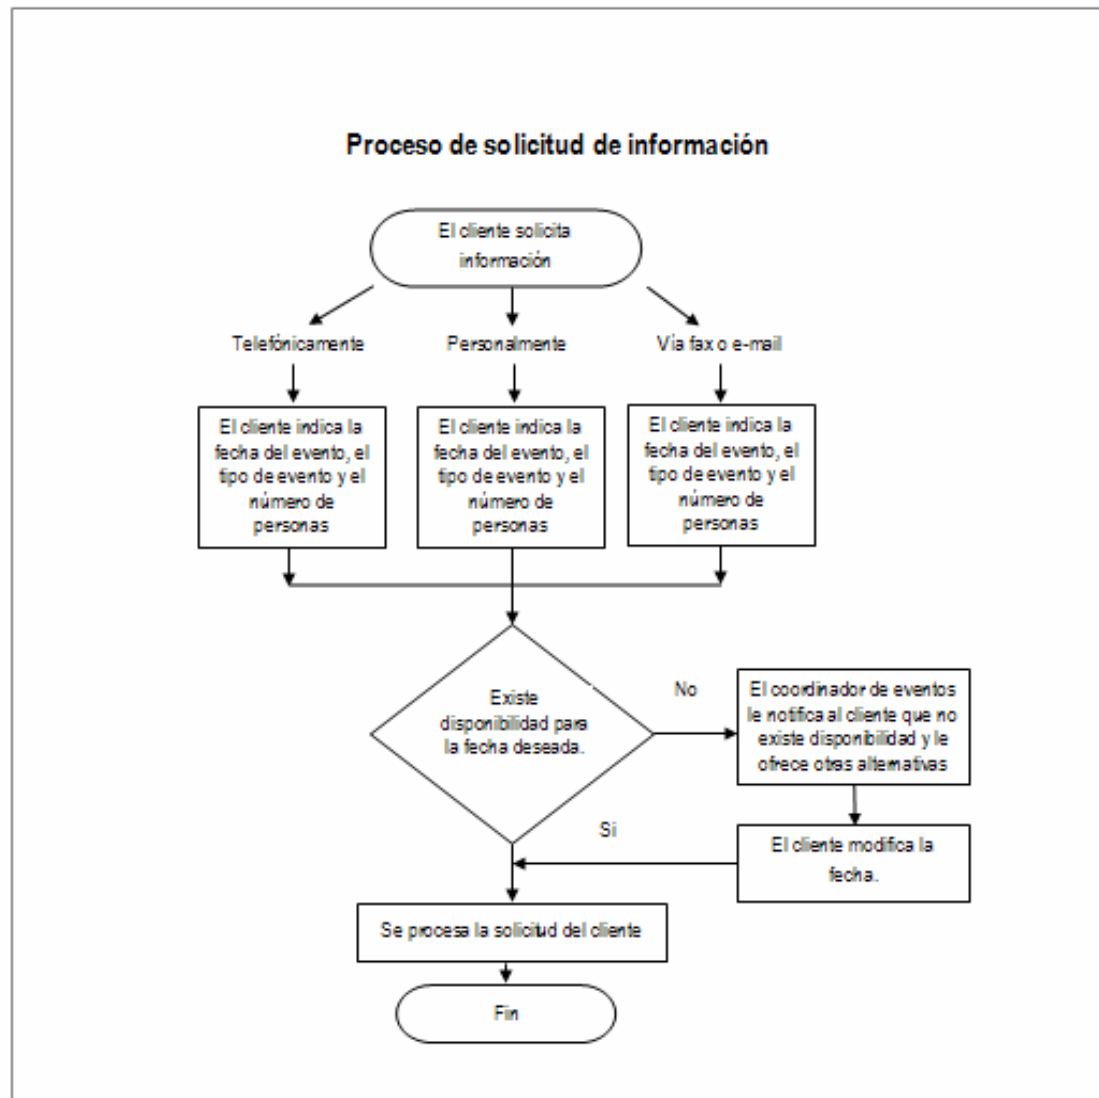 Proceso de solicitud de información
El cliente solicita
información
Telefónicamente
Personalmente
Vía fax o e-mail
El cliente indica la
fecha del evento, el
tipo de evento y el
número de
personas
El cliente indica la
fecha del evento, el
tipo de evento y el
número de
personas
El cliente indica la
fecha del evento, el
tipo de evento y el
número de
personas
Existe
disponibilidad para
la fecha deseada.
No
El coordinador de eventos
le notifica al cliente que no
existe disponibilidad y le
ofrece otras alternativas
Si
El cliente modifica la
fecha.
Se procesa la solicitud del cliente
Fin